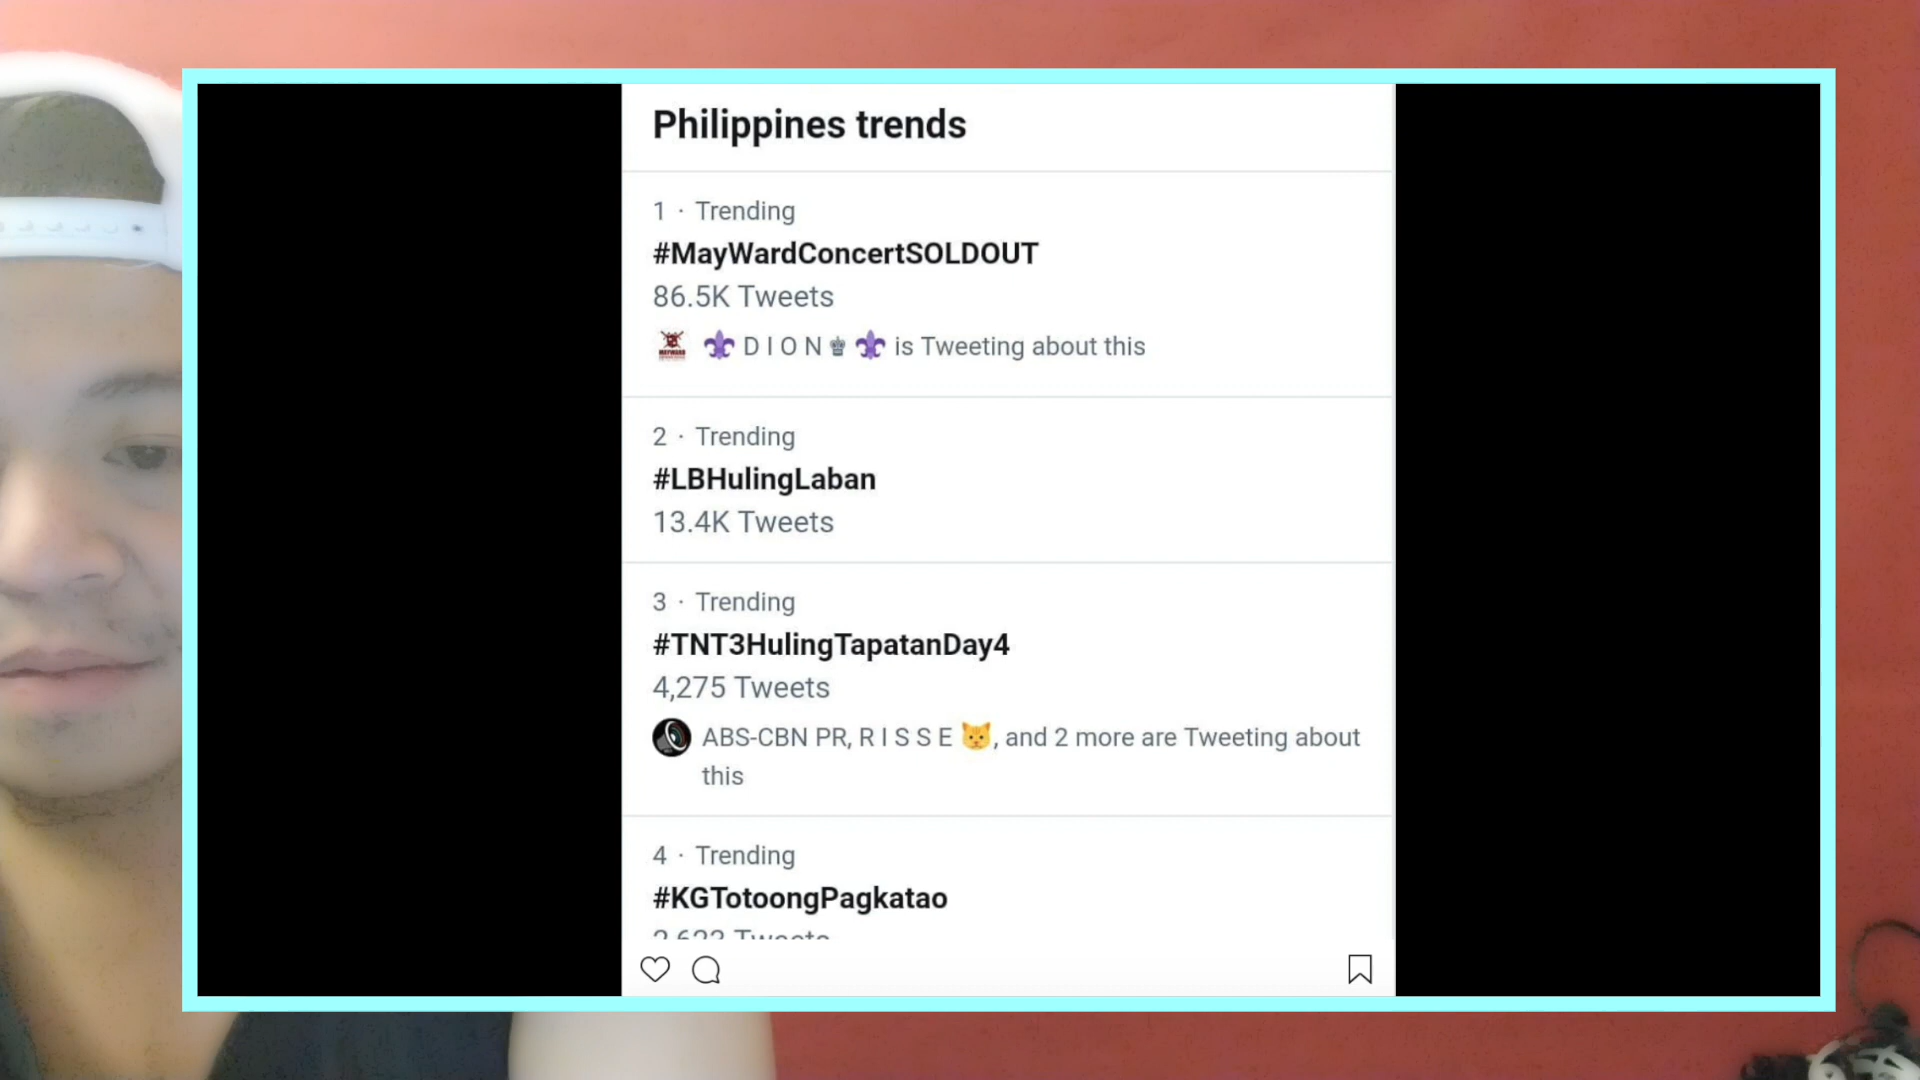 Philippines trends
1 · Trending
#MayWardConcertSOLDOUT
86.5K Tweets
D I O N♚ is Tweeting about this
2 · Trending
#LBHulingLaban
13.4K Tweets
3 · Trending
#TNT3HulingTapatanDay4
4,275 Tweets
ABS-CBN PR, R I S S E 🐱, and 2 more are Tweeting about
this
4 · Trending
#KGTotoongPagkatao
Tweets